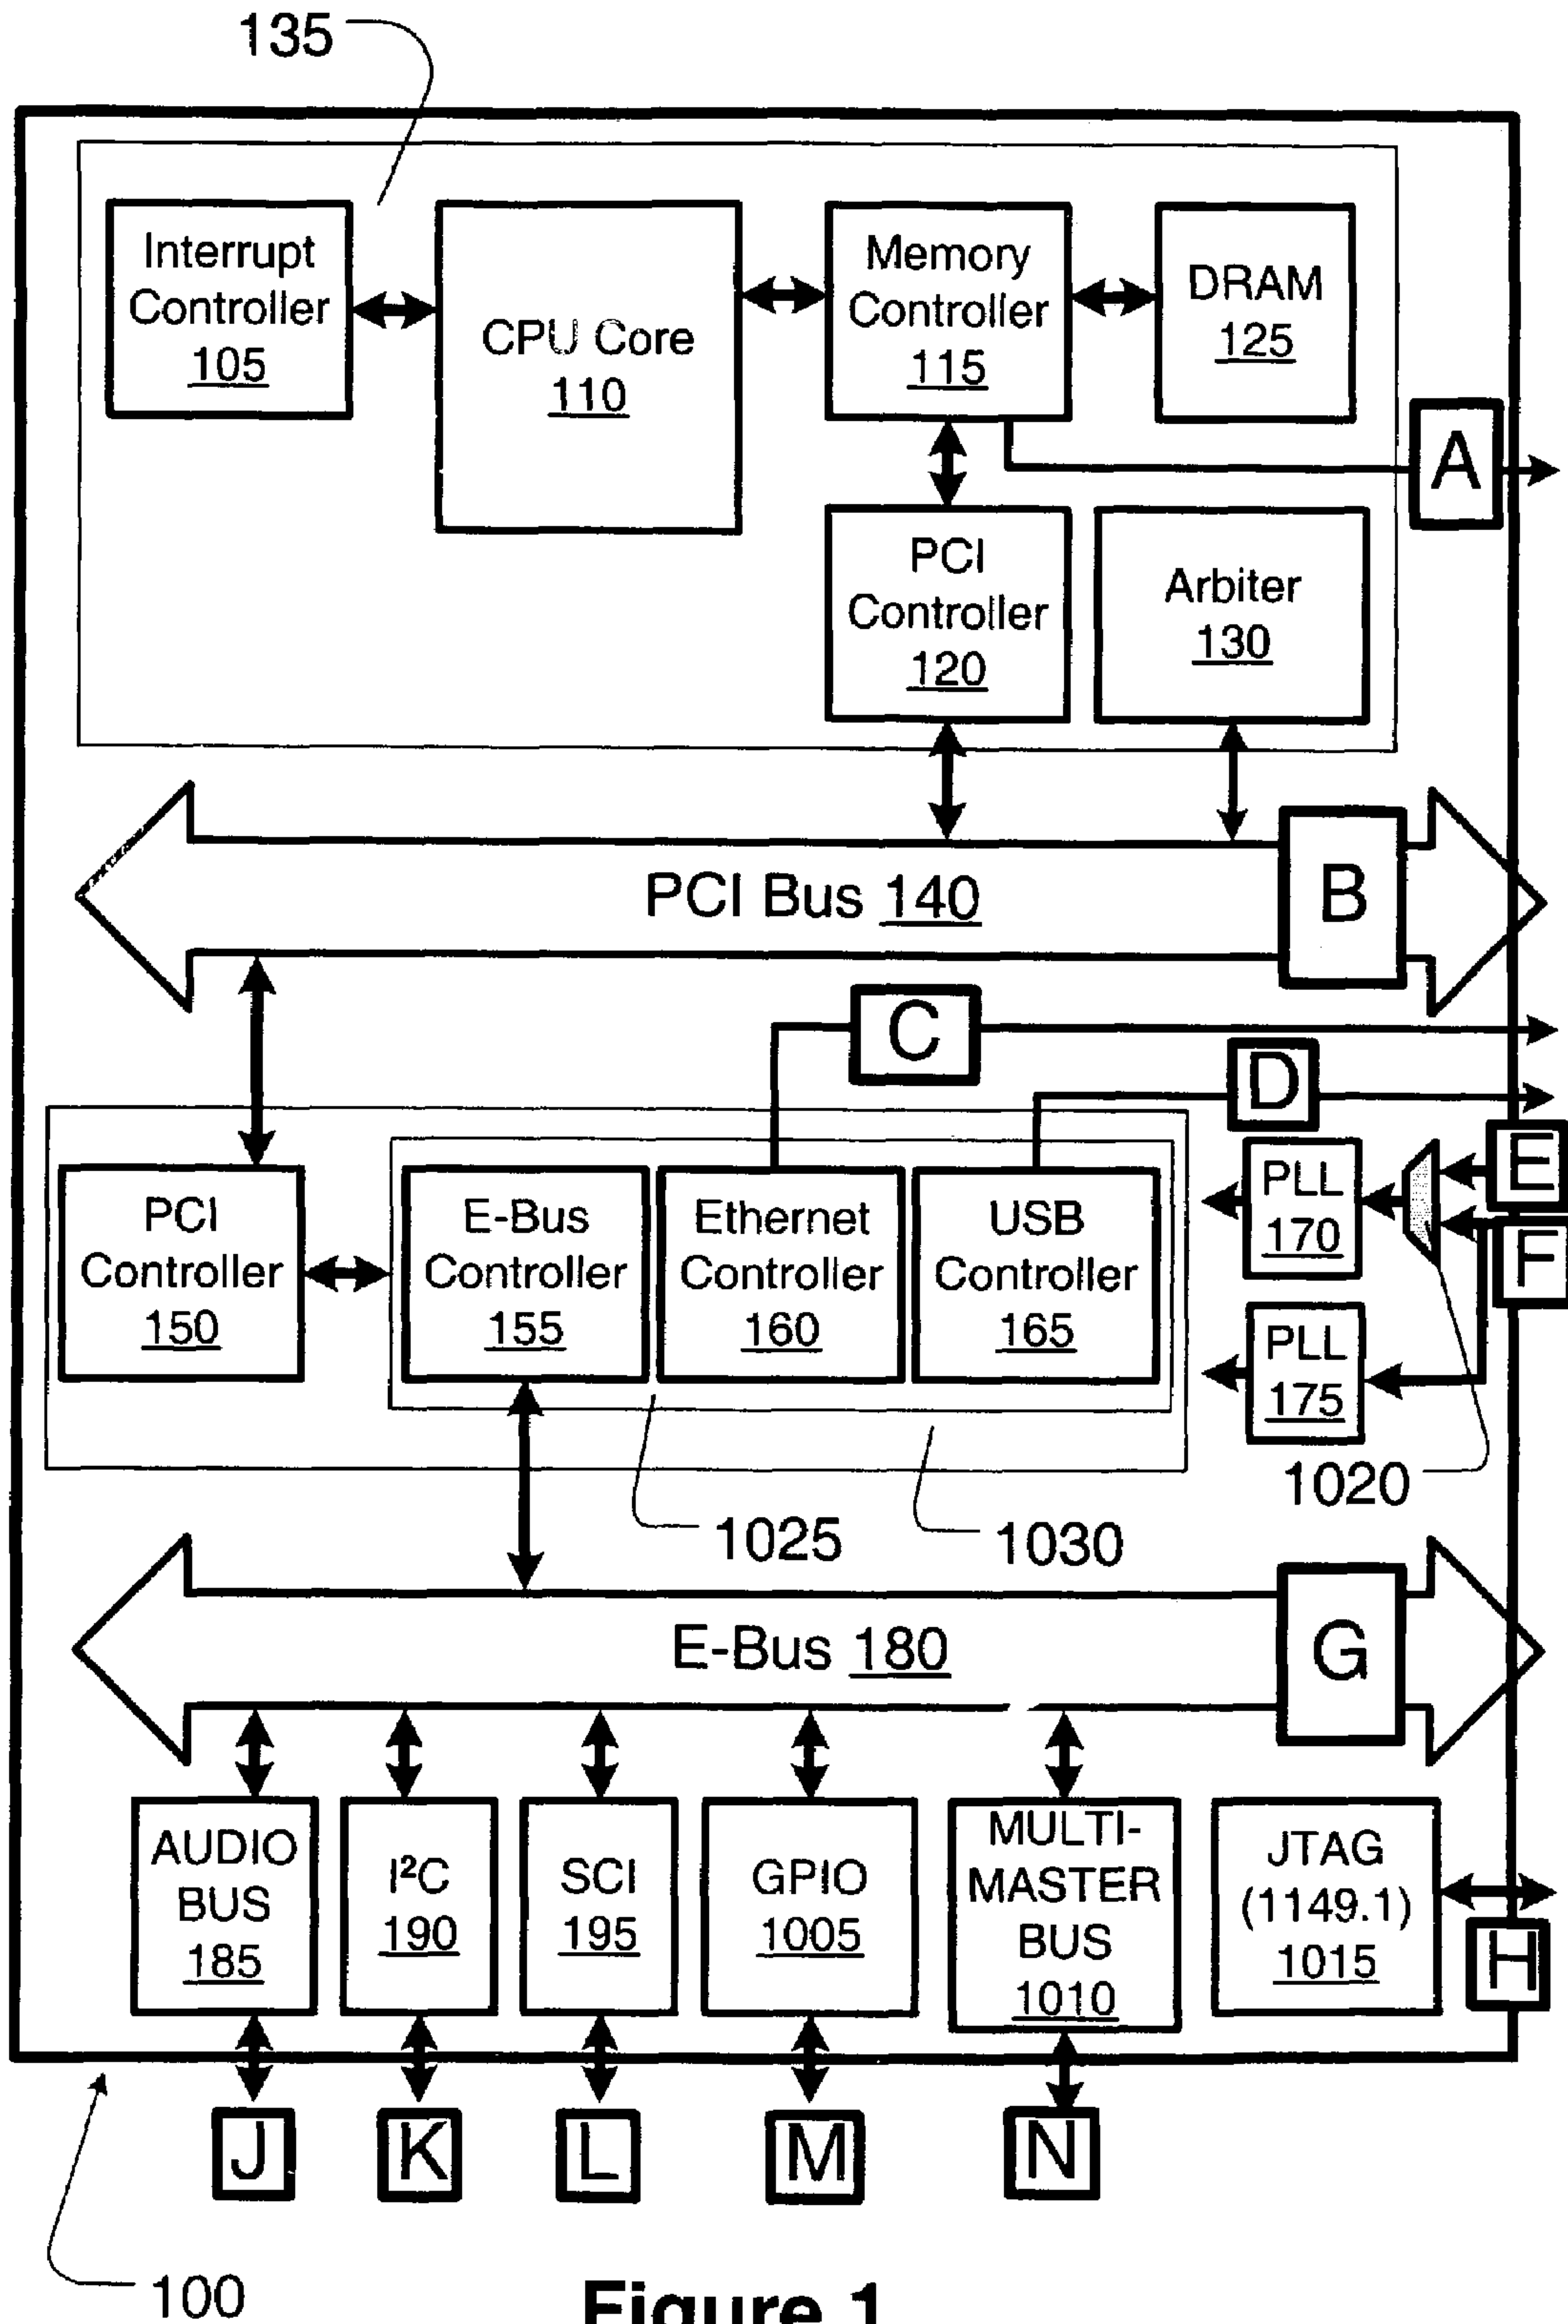 135
Interrupt
Controller
105
CPU Core
110
Memory
Controller
115
DRAM
125
A
PCI
Controller
120
Arbiter
130
PCI Bus 140
B
C
D
PCI
Controller
150
E-Bus
Controller
155
Ethernet
Controller
160
USB
Controller
165
PLL
170
E
F
PLL
175
1020
1025
1030
E-Bus 180
G
AUDIO
BUS
185
I²C
190
SCI
195
GPIO
1005
MULTI-
MASTER
BUS
1010
JTAG
(1149.1)
1015
H
J
K
L
M
N
100
Figure 1